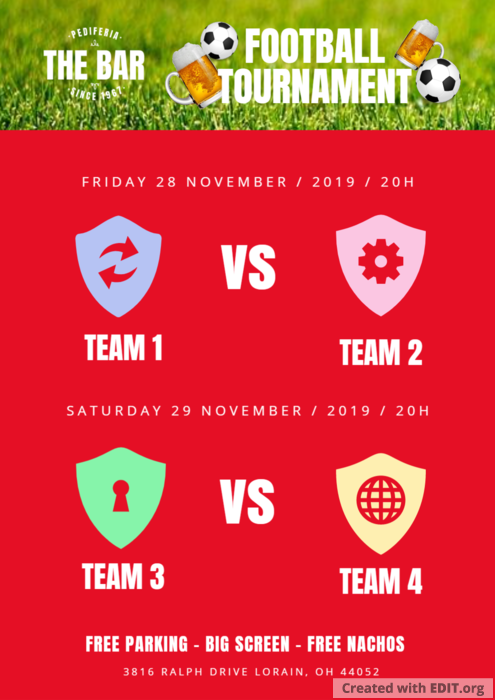 PEDIFERIA
THE BAR
SINCE 1967
FOOTBALL
TOURNAMENT
FRIDAY 28 NOVEMBER / 2019 / 20H
VS
TEAM 1
TEAM 2
SATURDAY 29 NOVEMBER / 2019 / 20H
VS
TEAM 3
TEAM 4
FREE PARKING - BIG SCREEN - FREE NACHOS
3816 RALPH DRIVE LORAIN, OH 44052
Created with EDIT.org